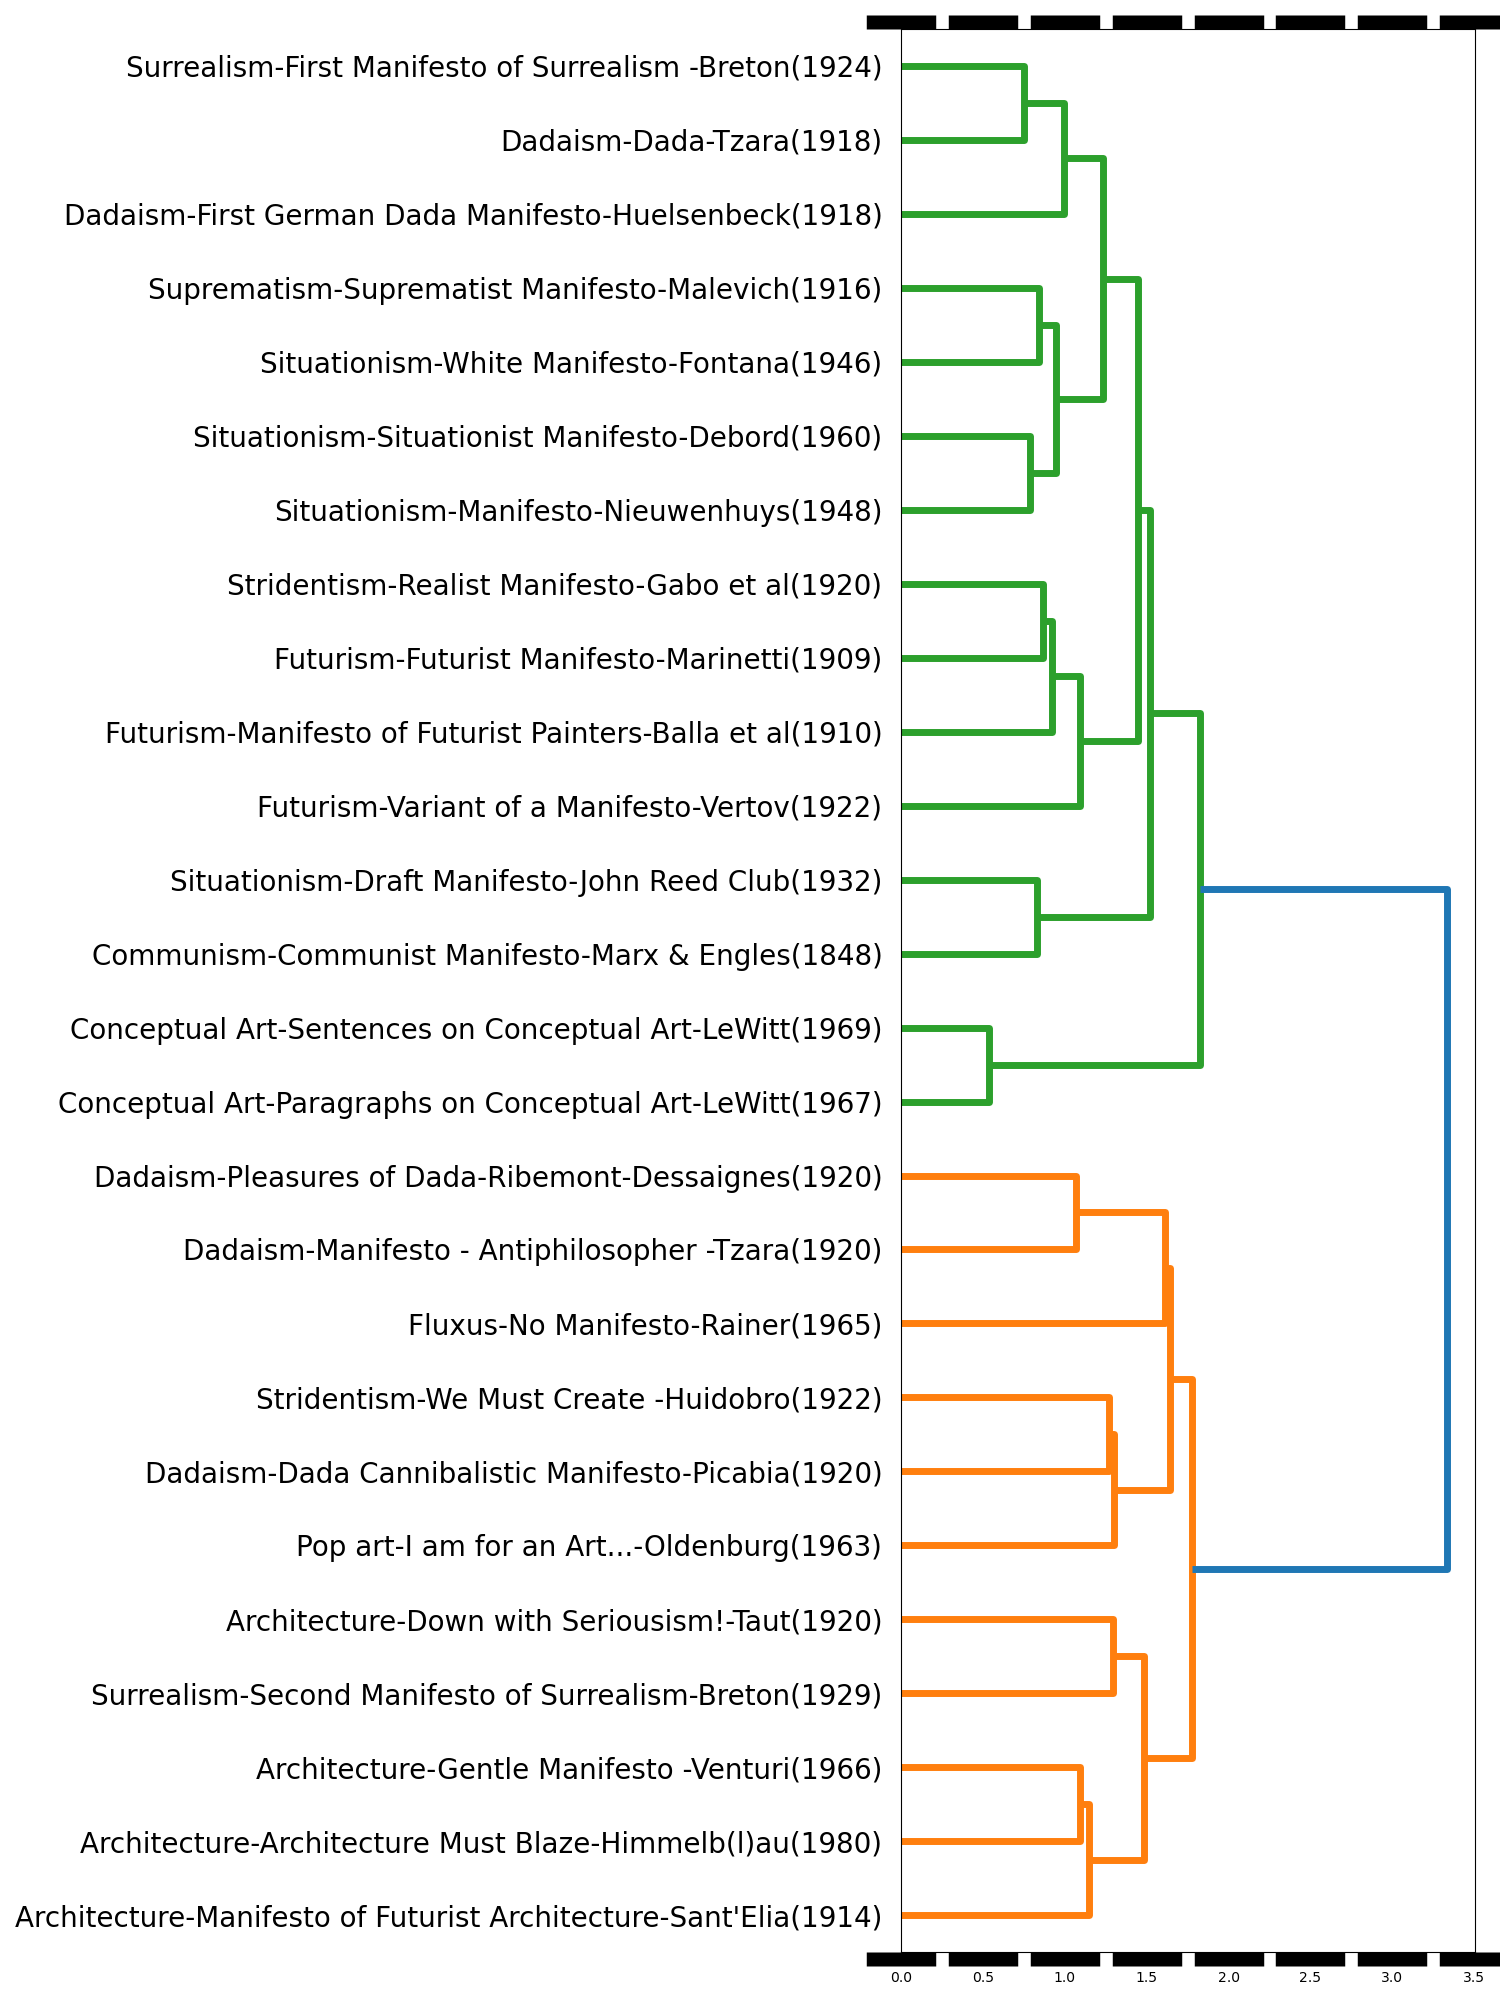 Surrealism-First Manifesto of Surrealism -Breton(1924)
Dadaism-Dada-Tzara(1918)
Dadaism-First German Dada Manifesto-Huelsenbeck(1918)
Suprematism-Suprematist Manifesto-Malevich(1916)
Situationism-White Manifesto-Fontana(1946)
Situationism-Situationist Manifesto-Debord(1960)
Situationism-Manifesto-Nieuwenhuys(1948)
Stridentism-Realist Manifesto-Gabo et al(1920)
Futurism-Futurist Manifesto-Marinetti(1909)
Futurism-Manifesto of Futurist Painters-Balla et al(1910)
Futurism-Variant of a Manifesto-Vertov(1922)
Situationism-Draft Manifesto-John Reed Club(1932)
Communism-Communist Manifesto-Marx & Engles(1848)
Conceptual Art-Sentences on Conceptual Art-LeWitt(1969)
Conceptual Art-Paragraphs on Conceptual Art-LeWitt(1967)
Dadaism-Pleasures of Dada-Ribemont-Dessaignes(1920)
Dadaism-Manifesto - Antiphilosopher -Tzara(1920)
Fluxus-No Manifesto-Rainer(1965)
Stridentism-We Must Create -Huidobro(1922)
Dadaism-Dada Cannibalistic Manifesto-Picabia(1920)
Pop art-I am for an Art...-Oldenburg(1963)
Architecture-Down with Seriousism!-Taut(1920)
Surrealism-Second Manifesto of Surrealism-Breton(1929)
Architecture-Gentle Manifesto -Venturi(1966)
Architecture-Architecture Must Blaze-Himmelb(l)au(1980)
Architecture-Manifesto of Futurist Architecture-Sant'Elia(1914)
0.0 0.5 1.0 1.5 2.0 2.5 3.0 3.5